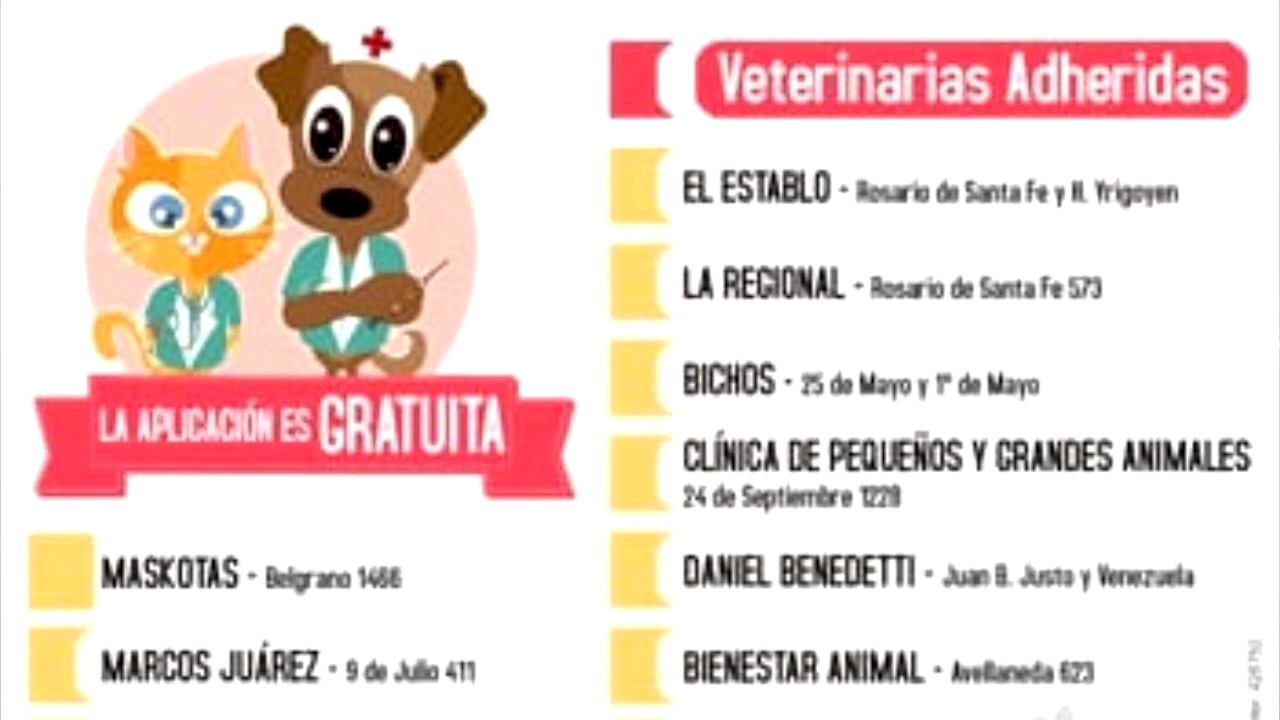 LA APLICACIÓN ES GRATUITA
MASKOTAS - Belgrano 1466
MARCOS JUÁREZ - 9 de Julio 411
Veterinarias Adheridas
EL ESTABLO - Rosario de Santa Fe y H. Yrigoyen
LA REGIONAL - Rosario de Santa Fe 573
BICHOS - 25 de Mayo y 1° de Mayo
CLÍNICA DE PEQUEÑOS Y GRANDES ANIMALES
24 de Septiembre 1228
DANIEL BENEDETTI - Juan B. Justo y Venezuela
BIENESTAR ANIMAL - Avellaneda 623